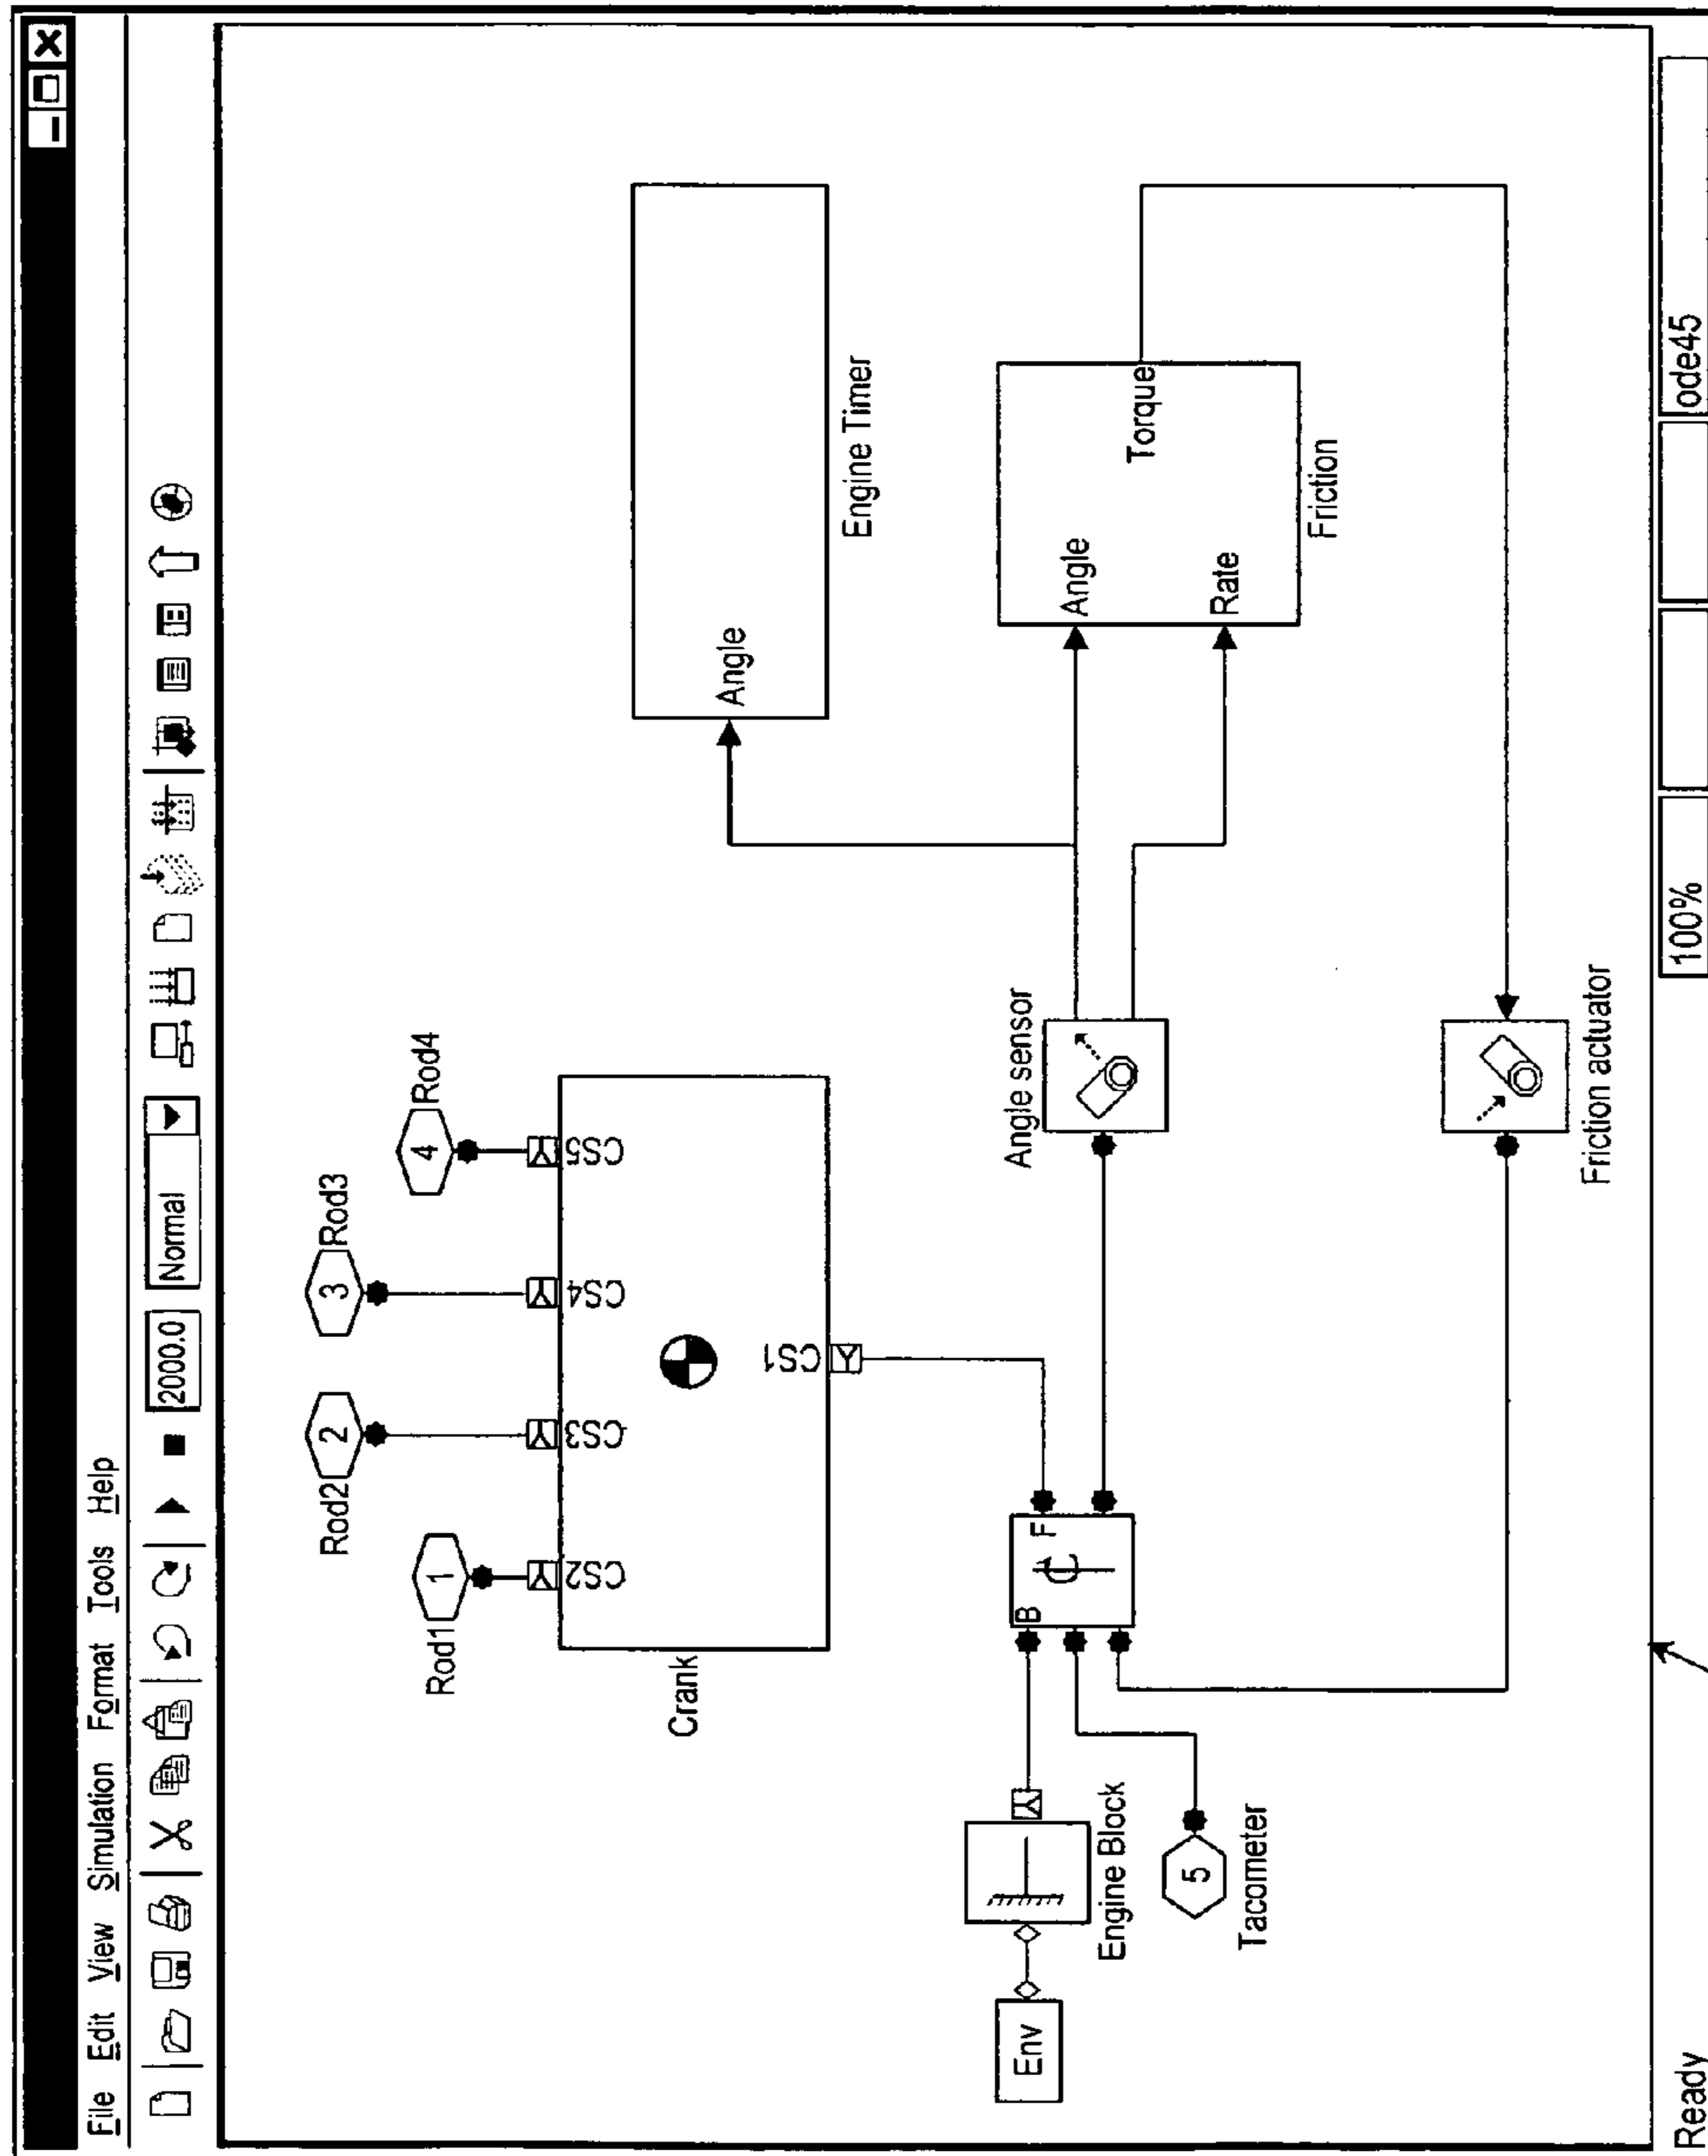 File Edit View Simulation Format Tools Help
2000.0 Normal
Rod1
1
Rod2
2
3
Rod3
4
Rod4
CS2 CS3 CS4 CS5
Crank
CS1
Angle
Engine Timer
Env
Engine Block
B F
Angle sensor
Angle
Rate
Torque
Friction
5
Tacometer
Friction actuator
Ready 100% ode45